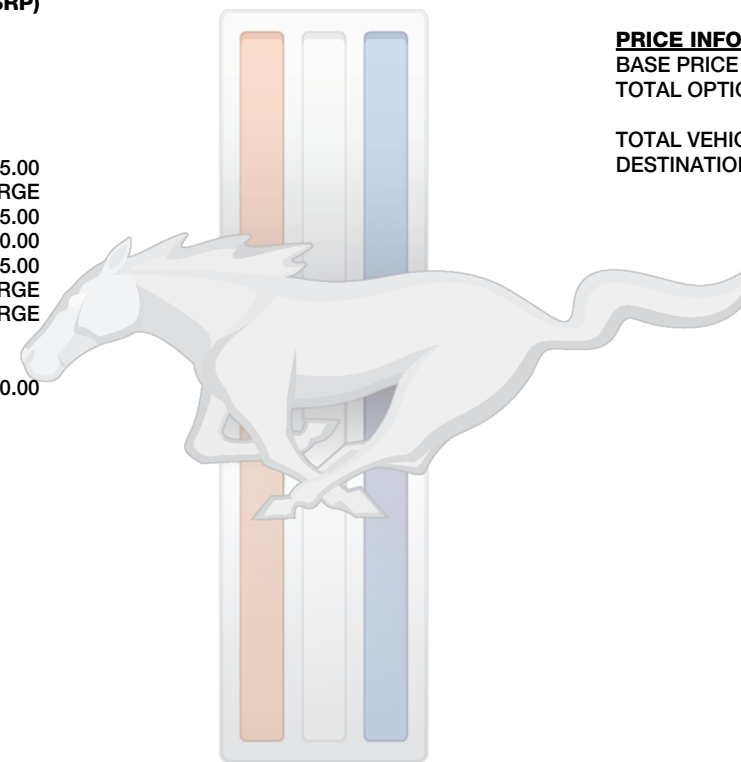 SRP)
5.00
RGE
5.00
0.00
5.00
RGE
RGE
0.00
PRICE INFO
BASE PRICE
TOTAL OPTIO
TOTAL VEHIC
DESTINATION